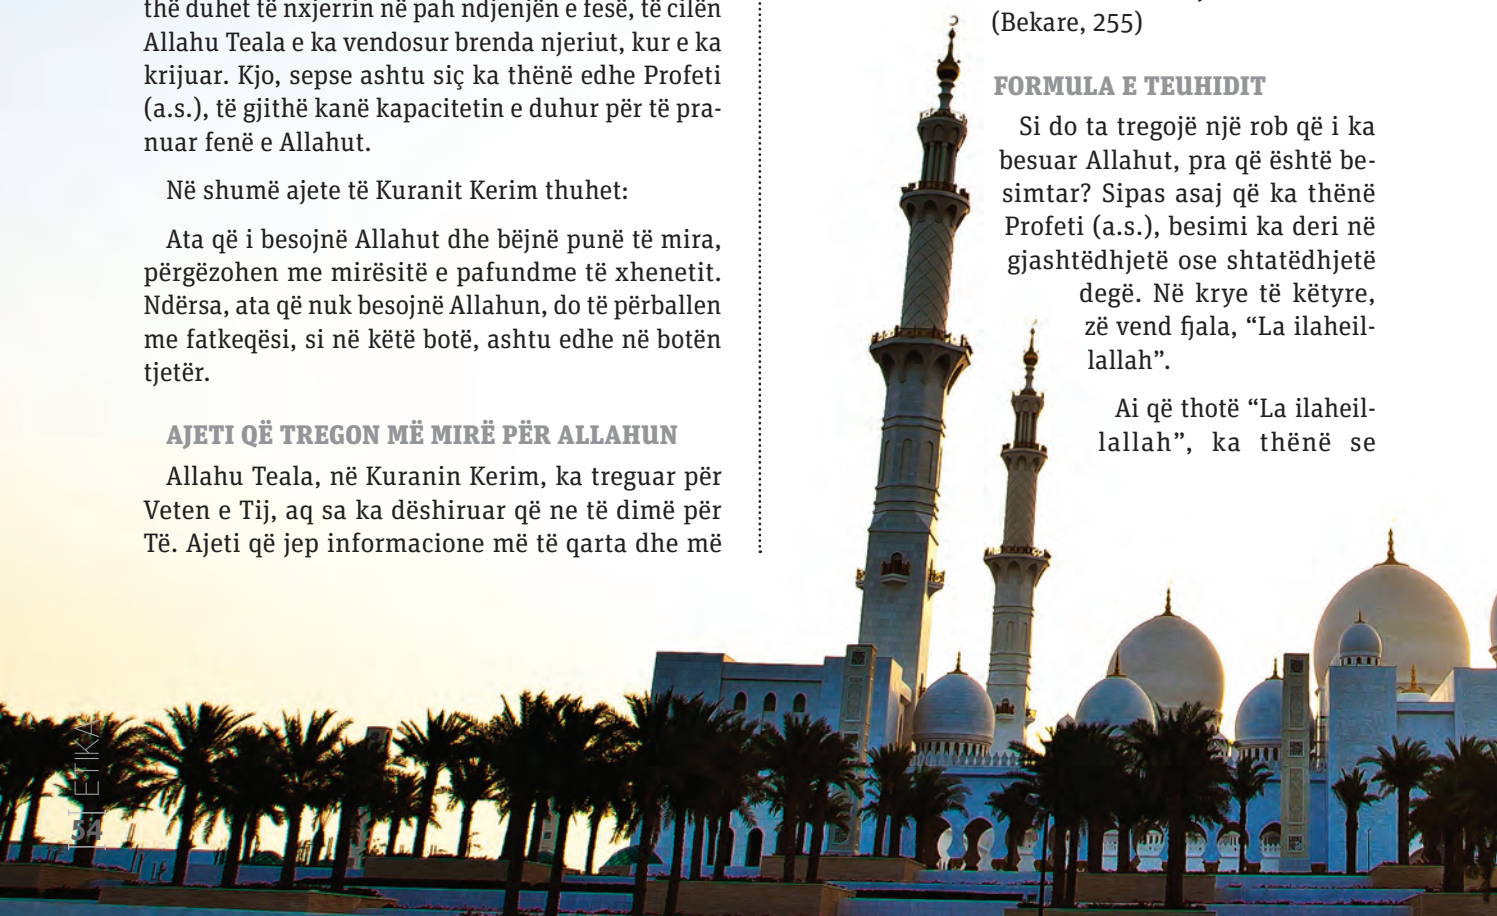 thë duhet të nxjerrin në pah ndjenjën e fesë, të cilën
Allahu Teala e ka vendosur brenda njeriut, kur e ka
krijuar. Kjo, sepse ashtu siç ka thënë edhe Profeti
(a.s.), të gjithë kanë kapacitetin e duhur për të pra-
nuar fenë e Allahut.
Në shumë ajete të Kuranit Kerim thuhet:
Ata që i besojnë Allahut dhe bëjnë punë të mira,
përgëzohen me mirësitë e pafundme të xhenetit.
Ndërsa, ata që nuk besojnë Allahun, do të përballen
me fatkeqësi, si në këtë botë, ashtu edhe në botën
tjetër.
AJETI QË TREGON MË MIRË PËR ALLAHUN
Allahu Teala, në Kuranin Kerim, ka treguar për
Veten e Tij, aq sa ka dëshiruar që ne të dimë për
Të. Ajeti që jep informacione më të qarta dhe më
(Bekare, 255)
FORMULA E TEUHIDIT
Si do ta tregojë një rob që i ka
besuar Allahut, pra që është be-
simtar? Sipas asaj që ka thënë
Profeti (a.s.), besimi ka deri në
gjashtëdhjetë ose shtatëdhjetë
degë. Në krye të këtyre,
zë vend fjala, “La ilaheil-
lallah”.
Ai që thotë “La ilaheil-
lallah”, ka thënë se
54 | ETIKA